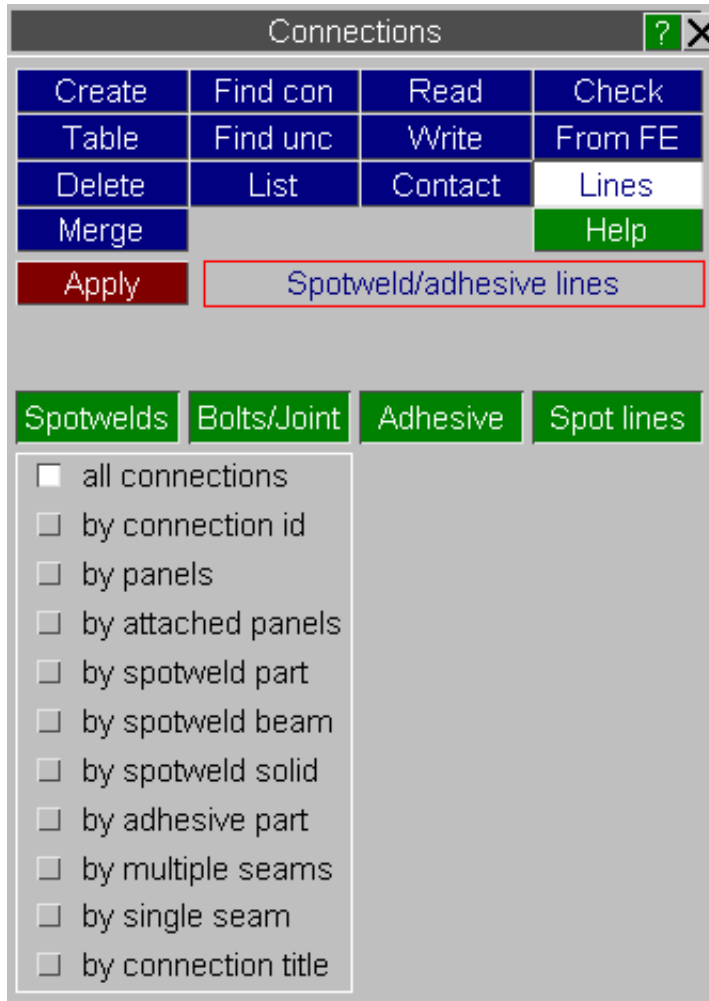 Connections ? X
Create Find con Read Check
Table Find unc Write From FE
Delete List Contact Lines
Merge Help
Apply Spotweld/adhesive lines
Spotwelds Bolts/Joint Adhesive Spot lines
all connections
by connection id
by panels
by attached panels
by spotweld part
by spotweld beam
by spotweld solid
by adhesive part
by multiple seams
by single seam
by connection title